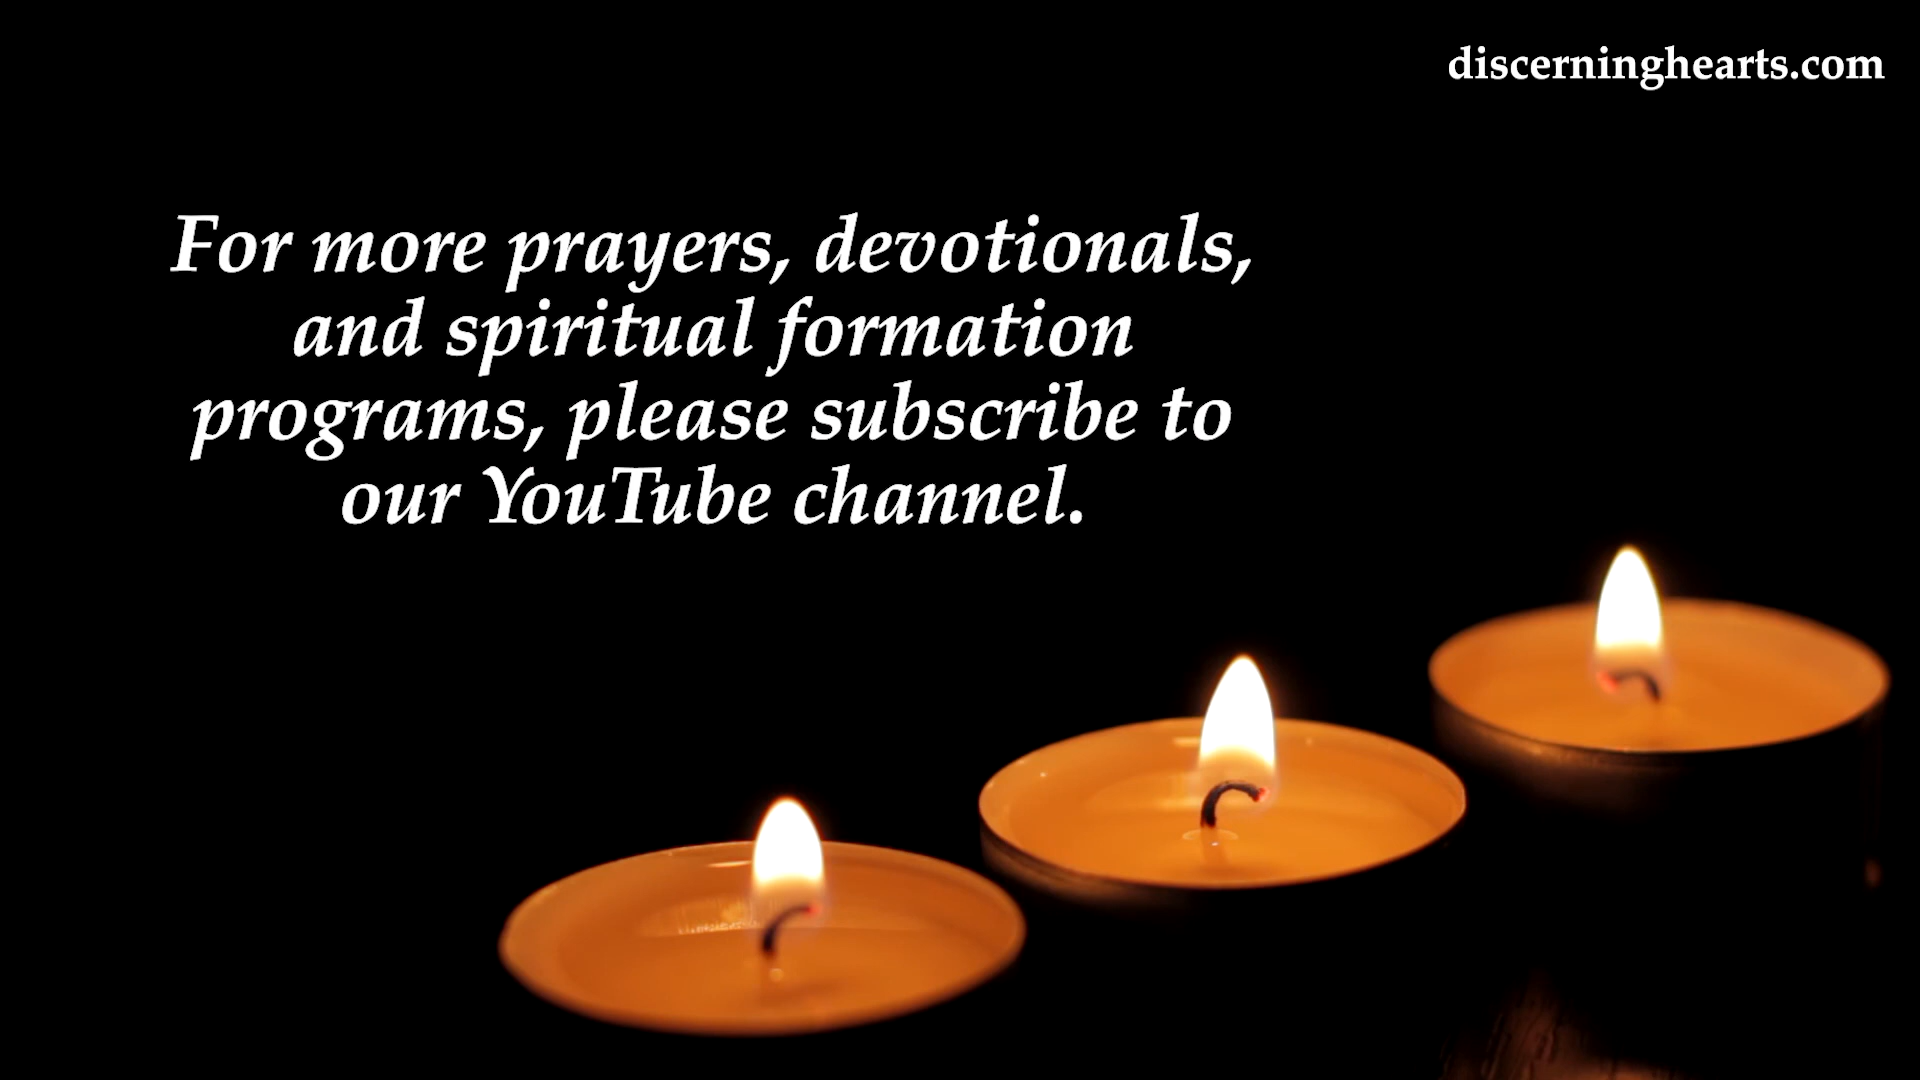 discerninghearts.com
For more prayers, devotionals,
and spiritual formation
programs, please subscribe to
our YouTube channel.